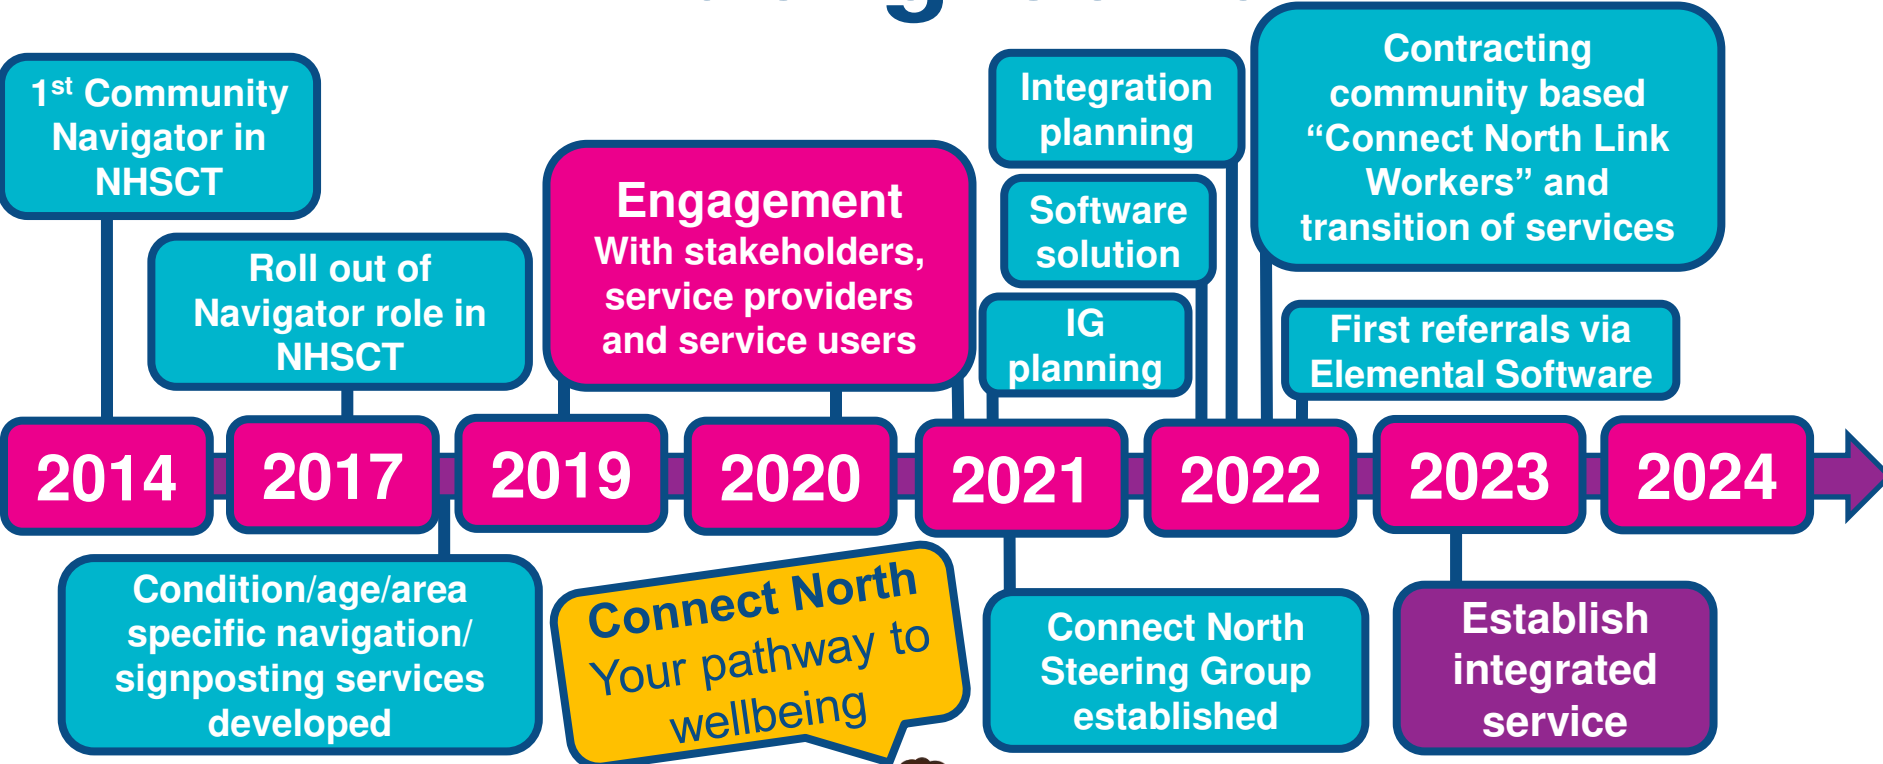 1st Community
Navigator in
NHSCT
Roll out of
Navigator role in
NHSCT
Engagement
With stakeholders,
service providers
and service users
Integration
planning
Software
solution
IG
planning
Contracting
community based
“Connect North Link
Workers” and
transition of services
First referrals via
Elemental Software
2014
2017
2019
2020
2021
2022
2023
2024
Condition/age/area
specific navigation/
signposting services
developed
Connect North
Your pathway to
wellbeing
Connect North
Steering Group
established
Establish
integrated
service